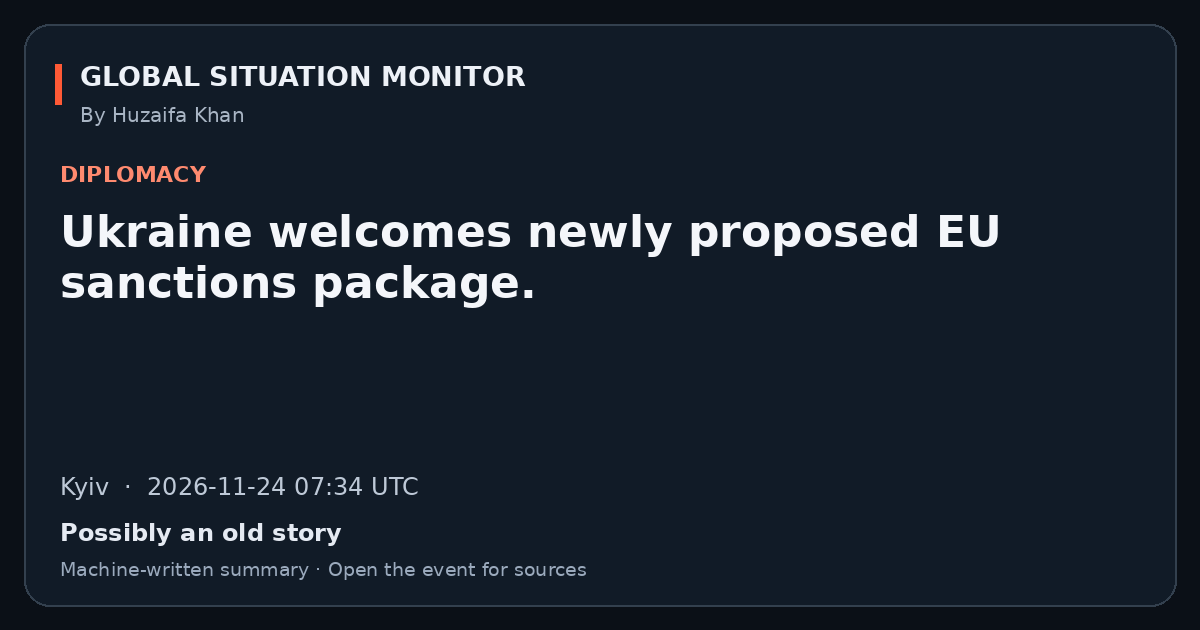 GLOBAL SITUATION MONITOR
By Huzaifa Khan
DIPLOMACY
Ukraine welcomes newly proposed EU
sanctions package.
Kyiv · 2026-11-24 07:34 UTC
Possibly an old story
Machine-written summary · Open the event for sources